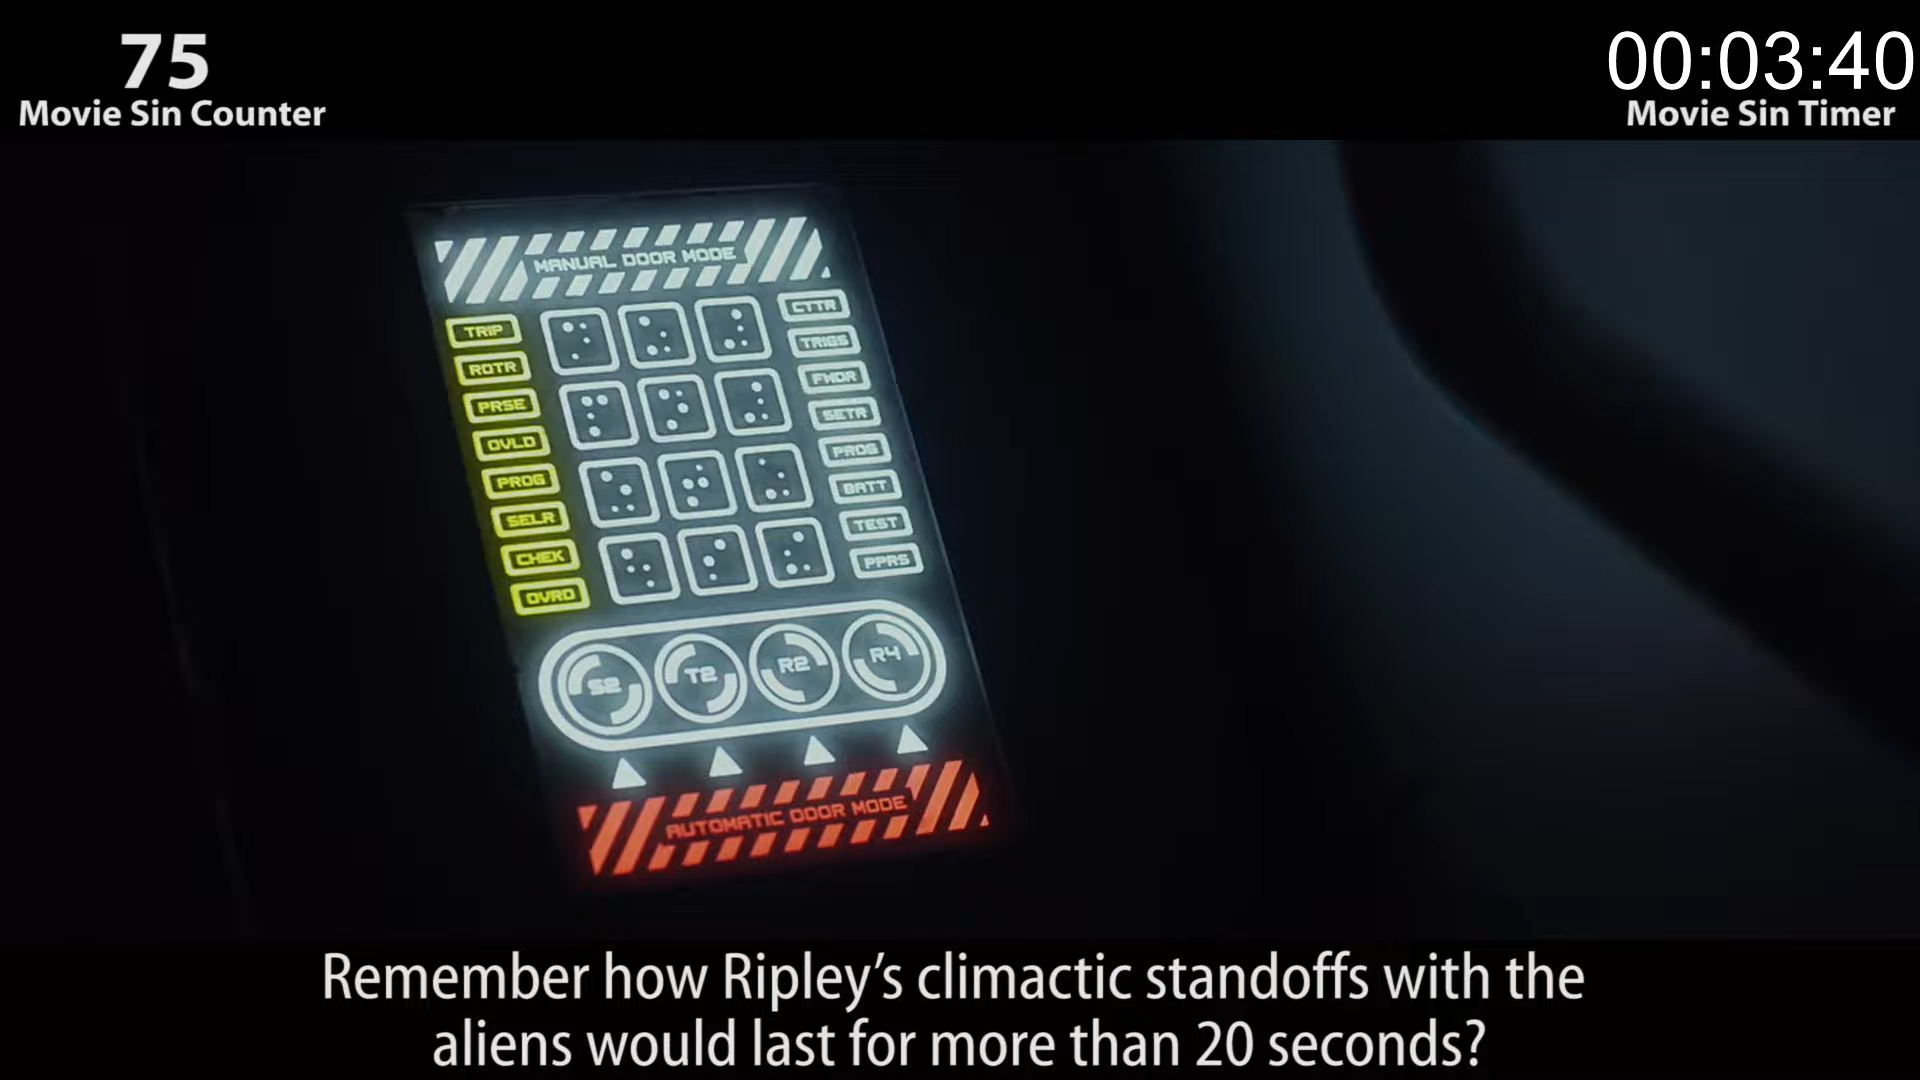 75
Movie Sin Counter
00:03:40
Movie Sin Timer
MANUAL DOOR MODE
TRIP
ROTR
PRSE
OVLD
PROG
SELR
CHEK
OVRD
CTTR
TRIGS
FWDR
SETR
PROG
BATT
TEST
PPRS
S2 T2 R2 R4
AUTOMATIC DOOR MODE
Remember how Ripley’s climactic standoffs with the
aliens would last for more than 20 seconds?